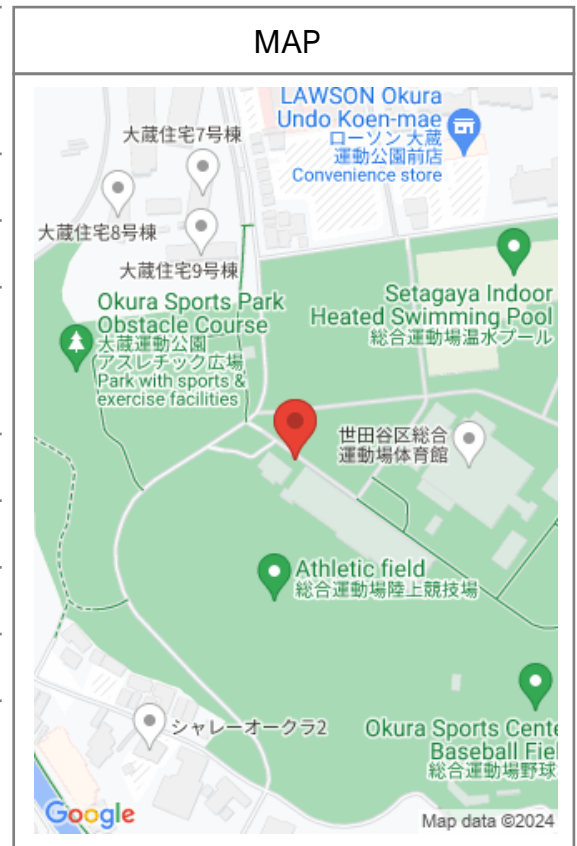 MAP
LAWSON Okura
Undo Koen-mae
ローソン 大蔵
運動公園前店
Convenience store
大蔵住宅7号棟
大蔵住宅8号棟
大蔵住宅9号棟
Setagaya Indoor
Heated Swimming Pool
総合運動場温水プール
Okura Sports Park
Obstacle Course
大蔵運動公園
アスレチック広場
Park with sports &
exercise facilities
世田谷区総合
運動場体育館
Athletic field
総合運動場陸上競技場
シャレーオークラ2
Okura Sports Cente
Baseball Fie
総合運動場野球
Google
Map data ©2024